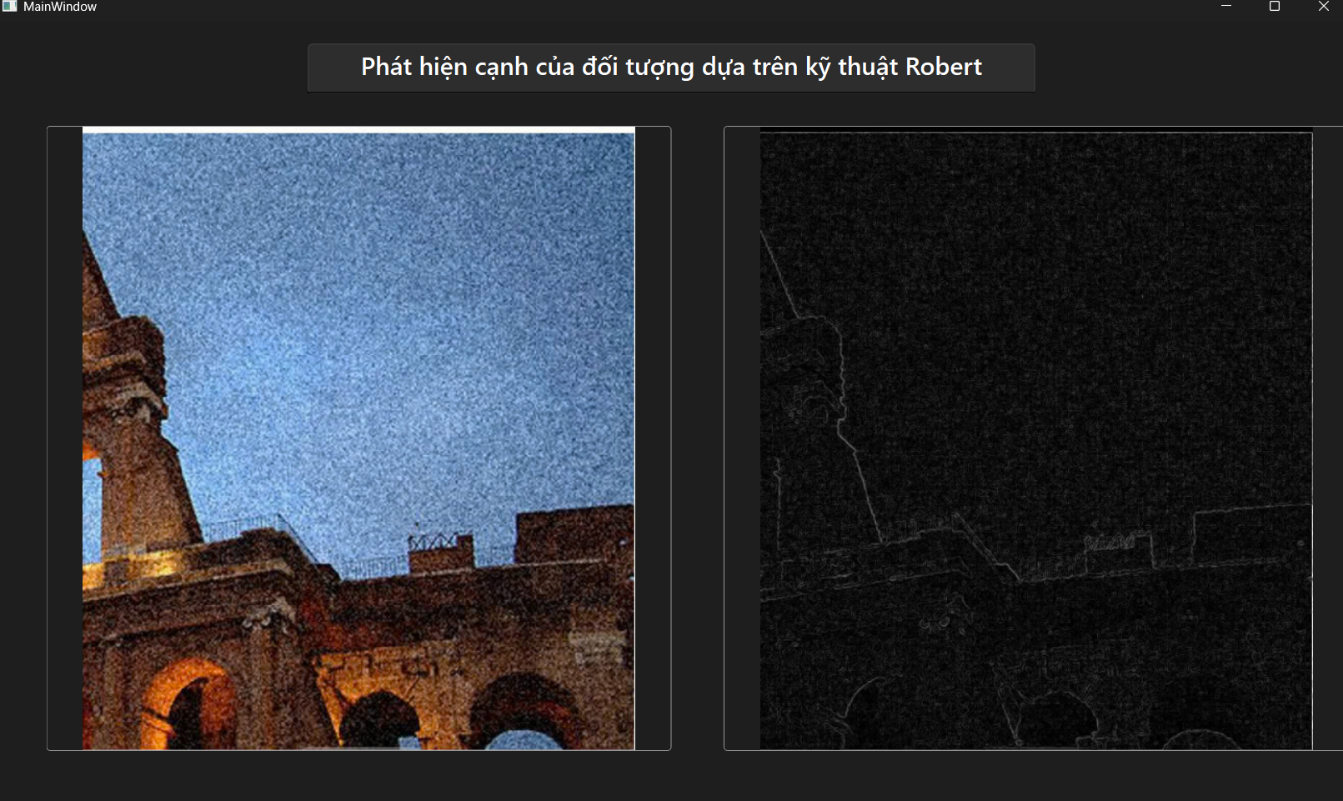 MainWindow
Phát hiện cạnh của đối tượng dựa trên kỹ thuật Robert